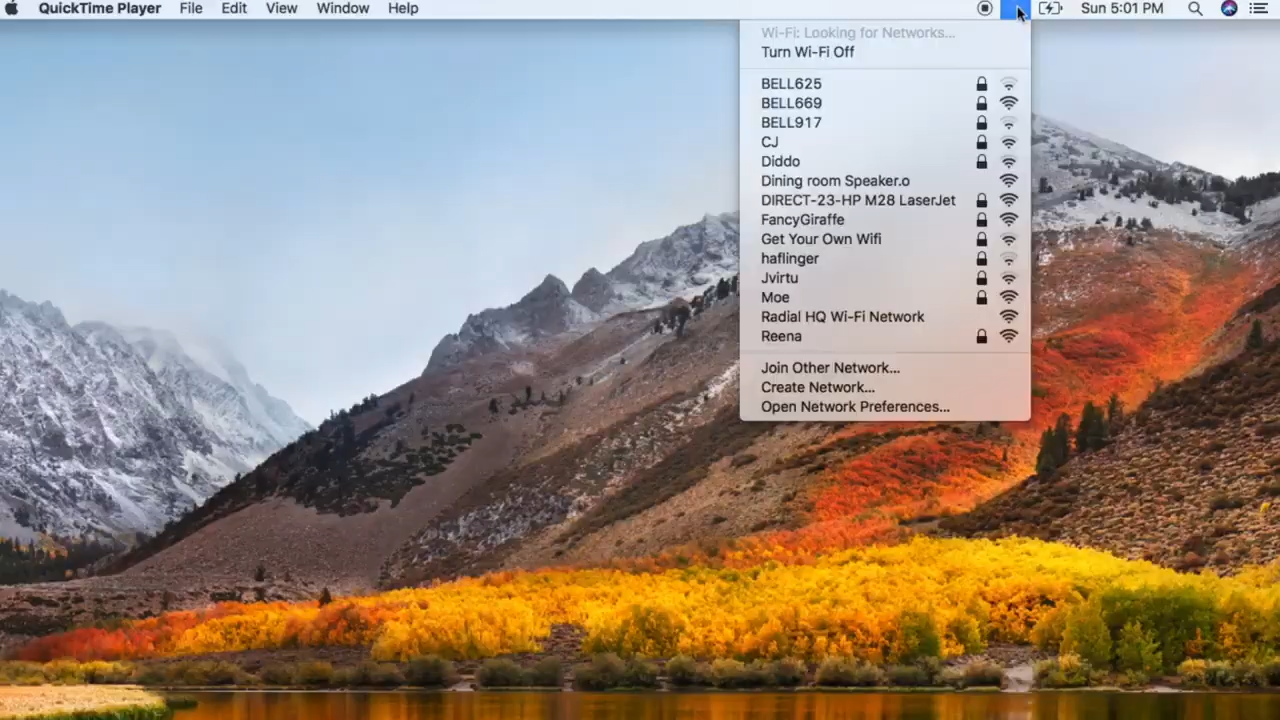 QuickTime Player File Edit View Window Help Sun 5:01 PM
Wi-Fi: Looking for Networks...
Turn Wi-Fi Off
BELL625
BELL669
BELL917
CJ
Diddo
Dining room Speaker.o
DIRECT-23-HP M28 LaserJet
FancyGiraffe
Get Your Own Wifi
haflinger
Jvirtu
Moe
Radial HQ Wi-Fi Network
Reena
Join Other Network...
Create Network...
Open Network Preferences...